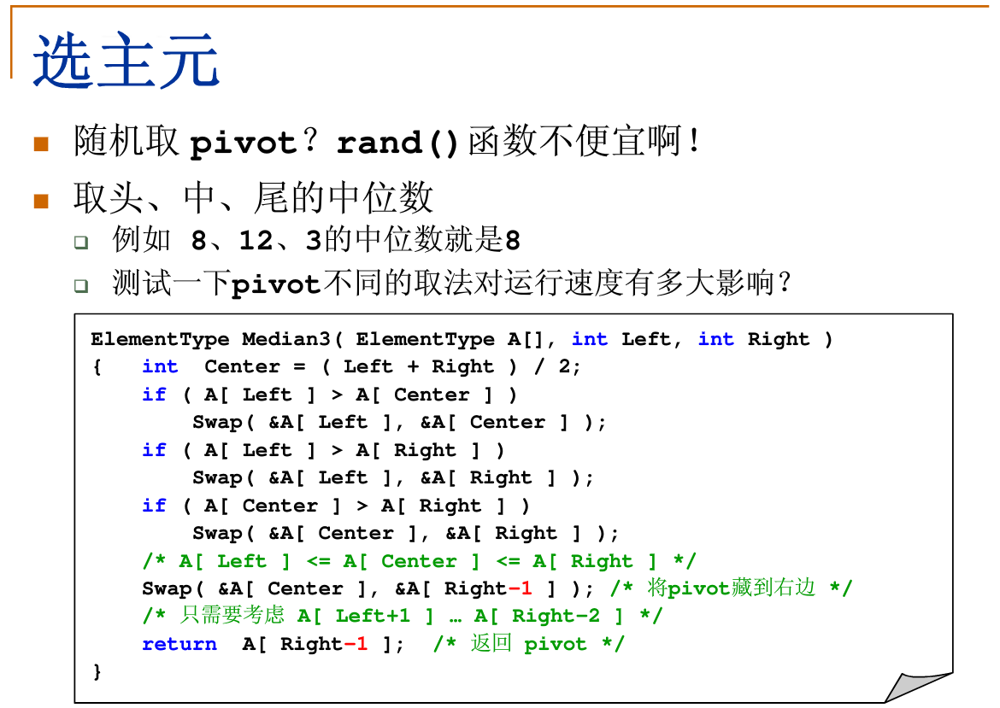 选主元
随机取 pivot？rand()函数不便宜啊！
取头、中、尾的中位数
例如 8、12、3的中位数就是8
测试一下pivot不同的取法对运行速度有多大影响？
ElementType Median3( ElementType A[], int Left, int Right )
{   int  Center = ( Left + Right ) / 2;
    if ( A[ Left ] > A[ Center ] )
        Swap( &A[ Left ], &A[ Center ] );
    if ( A[ Left ] > A[ Right ] )
        Swap( &A[ Left ], &A[ Right ] );
    if ( A[ Center ] > A[ Right ] )
        Swap( &A[ Center ], &A[ Right ] );
    /* A[ Left ] <= A[ Center ] <= A[ Right ] */
    Swap( &A[ Center ], &A[ Right-1 ] ); /* 将pivot藏到右边 */
    /* 只需要考虑 A[ Left+1 ] … A[ Right-2 ] */
    return  A[ Right-1 ];  /* 返回 pivot */
}